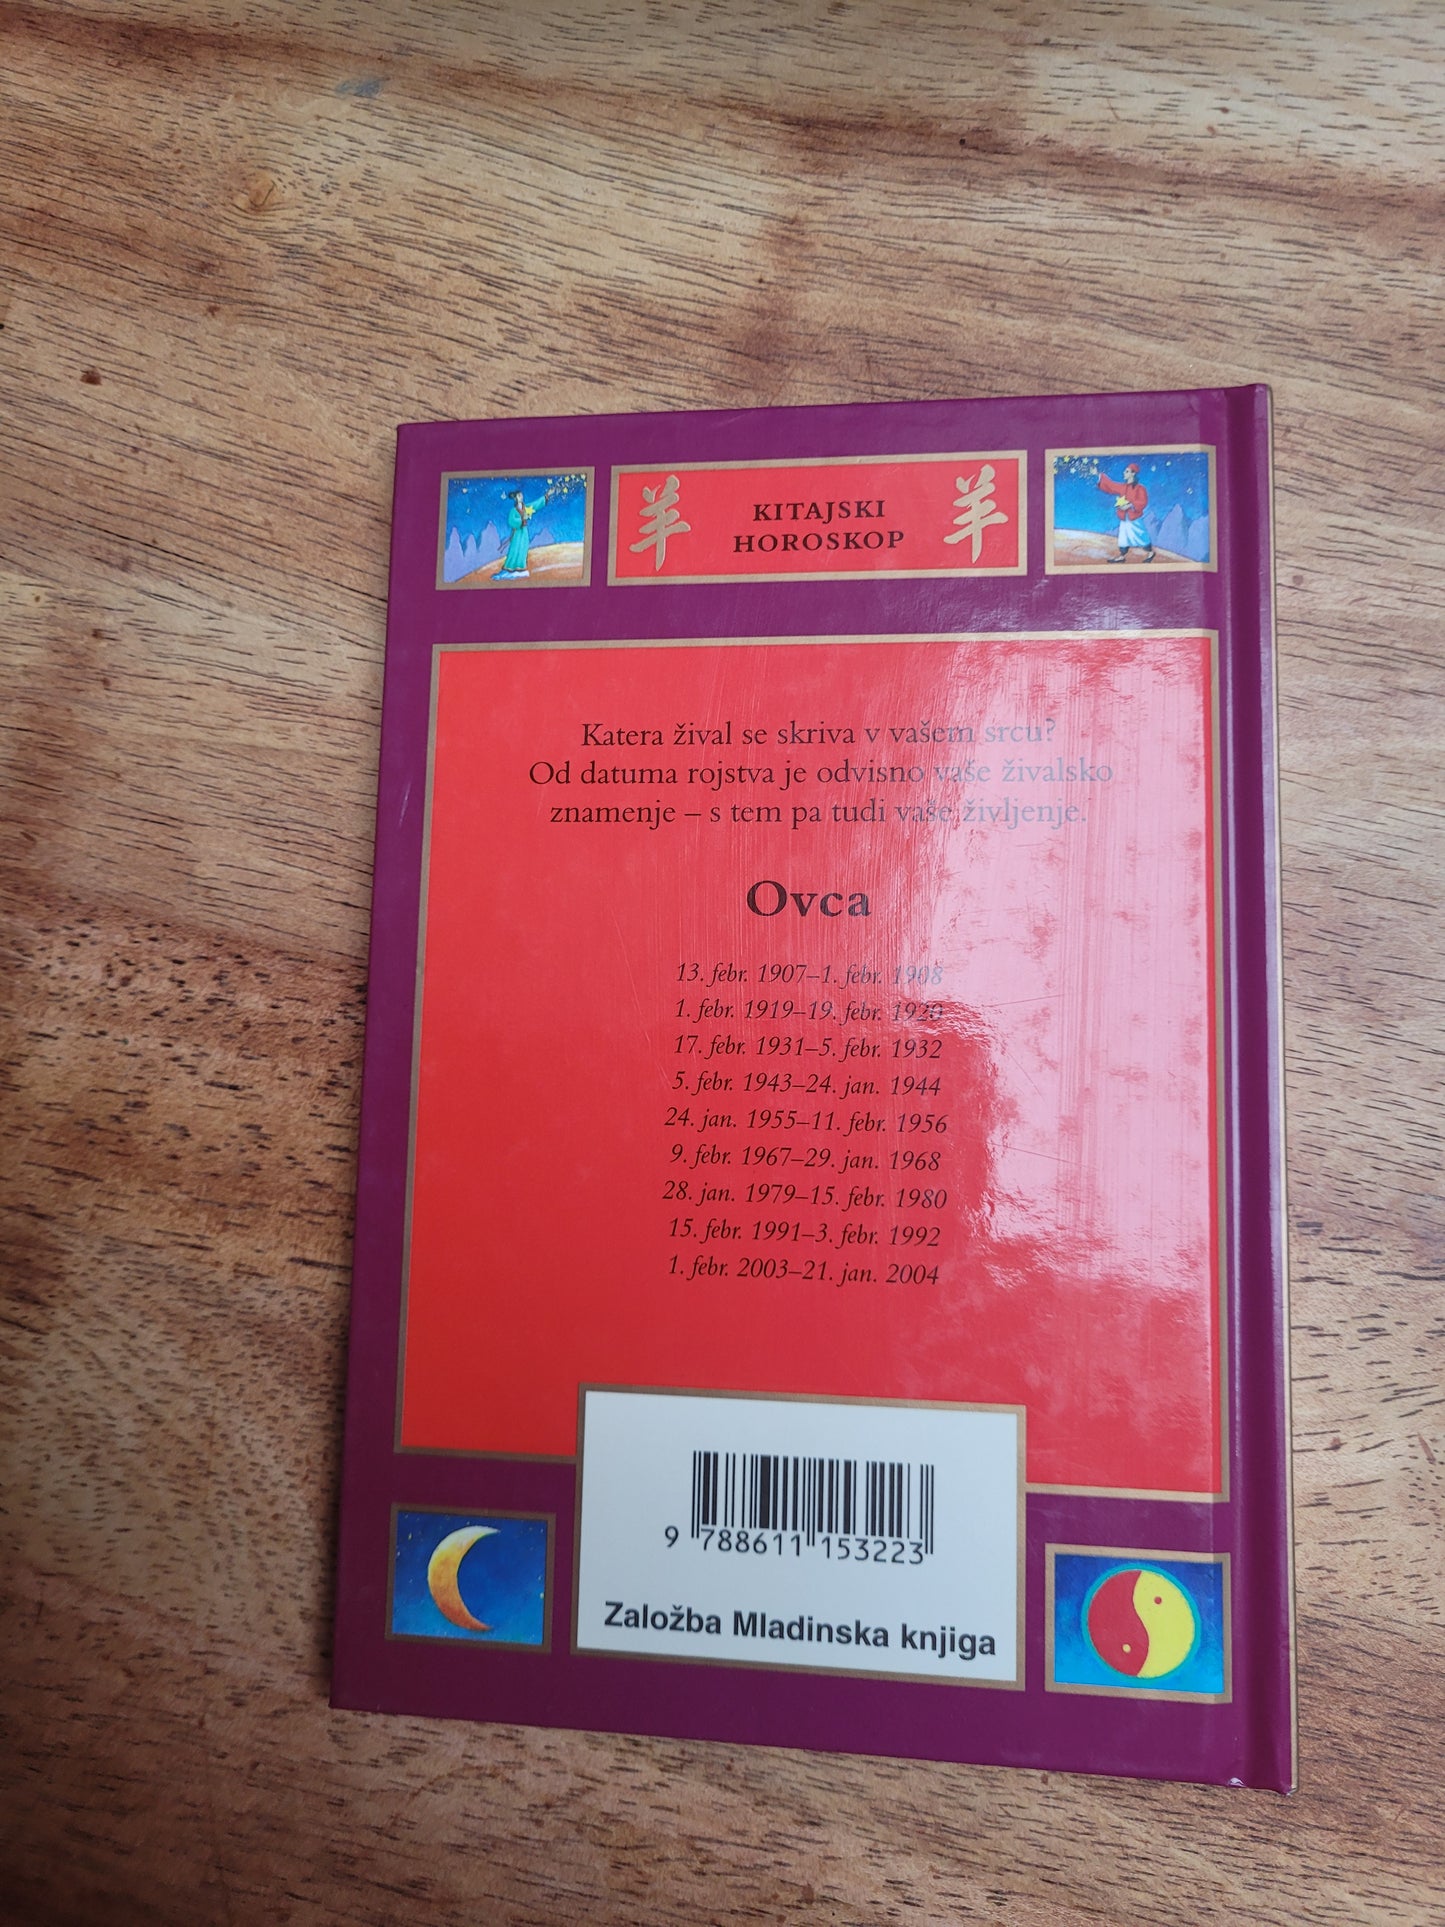 羊 KITAJSKI 羊
HOROSKOP
Katera žival se skriva v vašem srcu?
Od datuma rojstva je odvisno vaše živalsko
znamenje – s tem pa tudi vaše življenje.
Ovca
13. febr. 1907–1. febr. 1908
1. febr. 1919–19. febr. 1920
17. febr. 1931–5. febr. 1932
5. febr. 1943–24. jan. 1944
24. jan. 1955–11. febr. 1956
9. febr. 1967–29. jan. 1968
28. jan. 1979–15. febr. 1980
15. febr. 1991–3. febr. 1992
1. febr. 2003–21. jan. 2004
9 788611 153223
Založba Mladinska knjiga